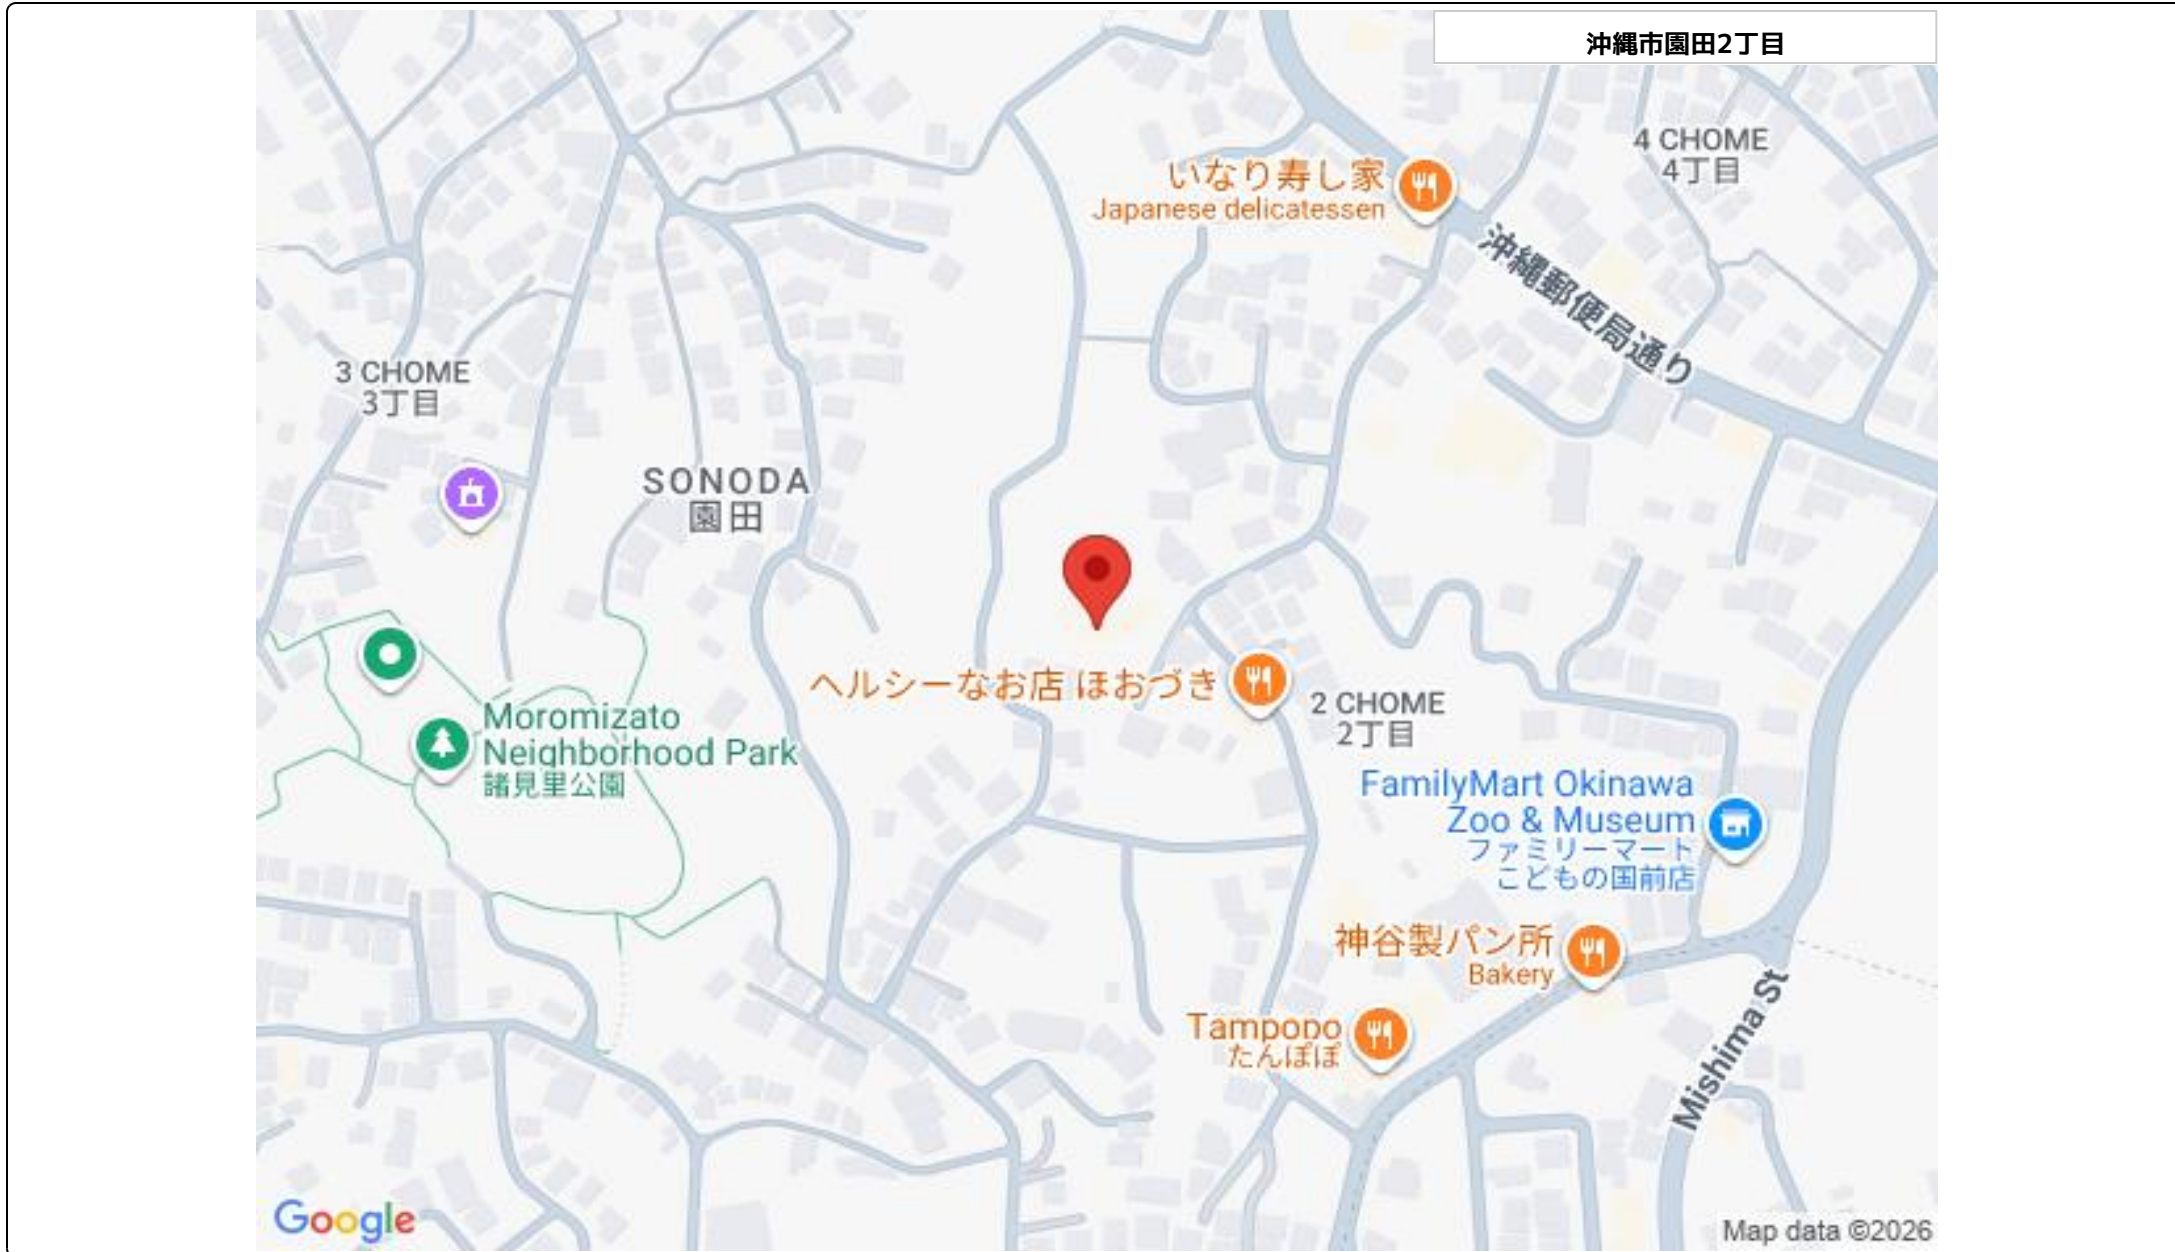 沖縄市園田2丁目
4 CHOME
4丁目
いなり寿し家
Japanese delicatessen
沖縄郵便局通り
3 CHOME
3丁目
SONODA
園田
ヘルシーなお店 ほおづき
2 CHOME
2丁目
Moromizato
Neighborhood Park
諸見里公園
FamilyMart Okinawa
Zoo & Museum
ファミリーマート
こどもの国前店
神谷製パン所
Bakery
Tampopo
たんぽぽ
Mishima St
Google
Map data ©2026